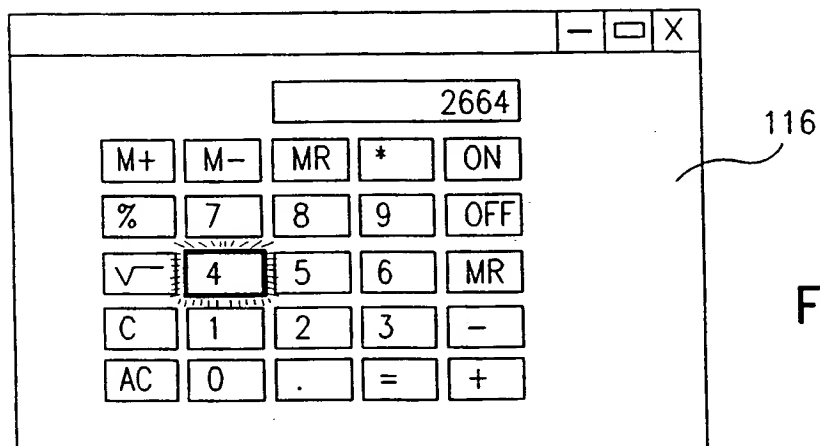 X
2664
116
M+ M- MR * ON
% 7 8 9 OFF
√ 4 5 6 MR
F
C 1 2 3 -
AC 0 . = +